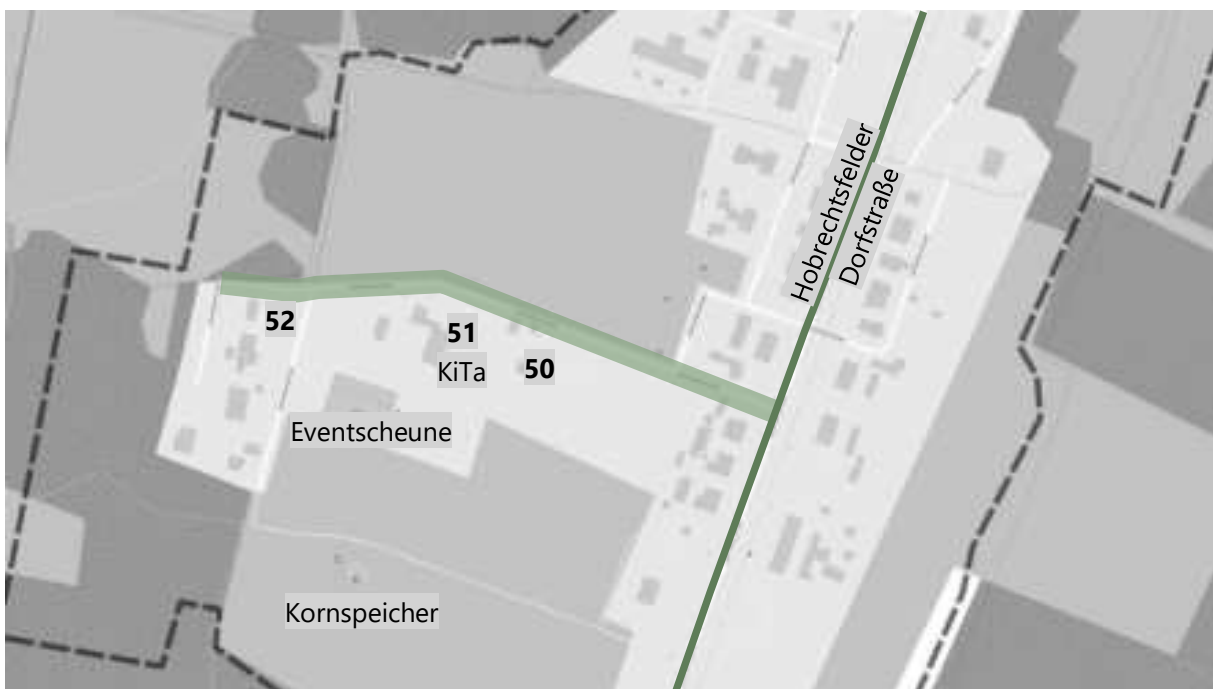 Hobrechtsfelder
Dorfstraße
52
51
KiTa
50
Eventscheune
Kornspeicher